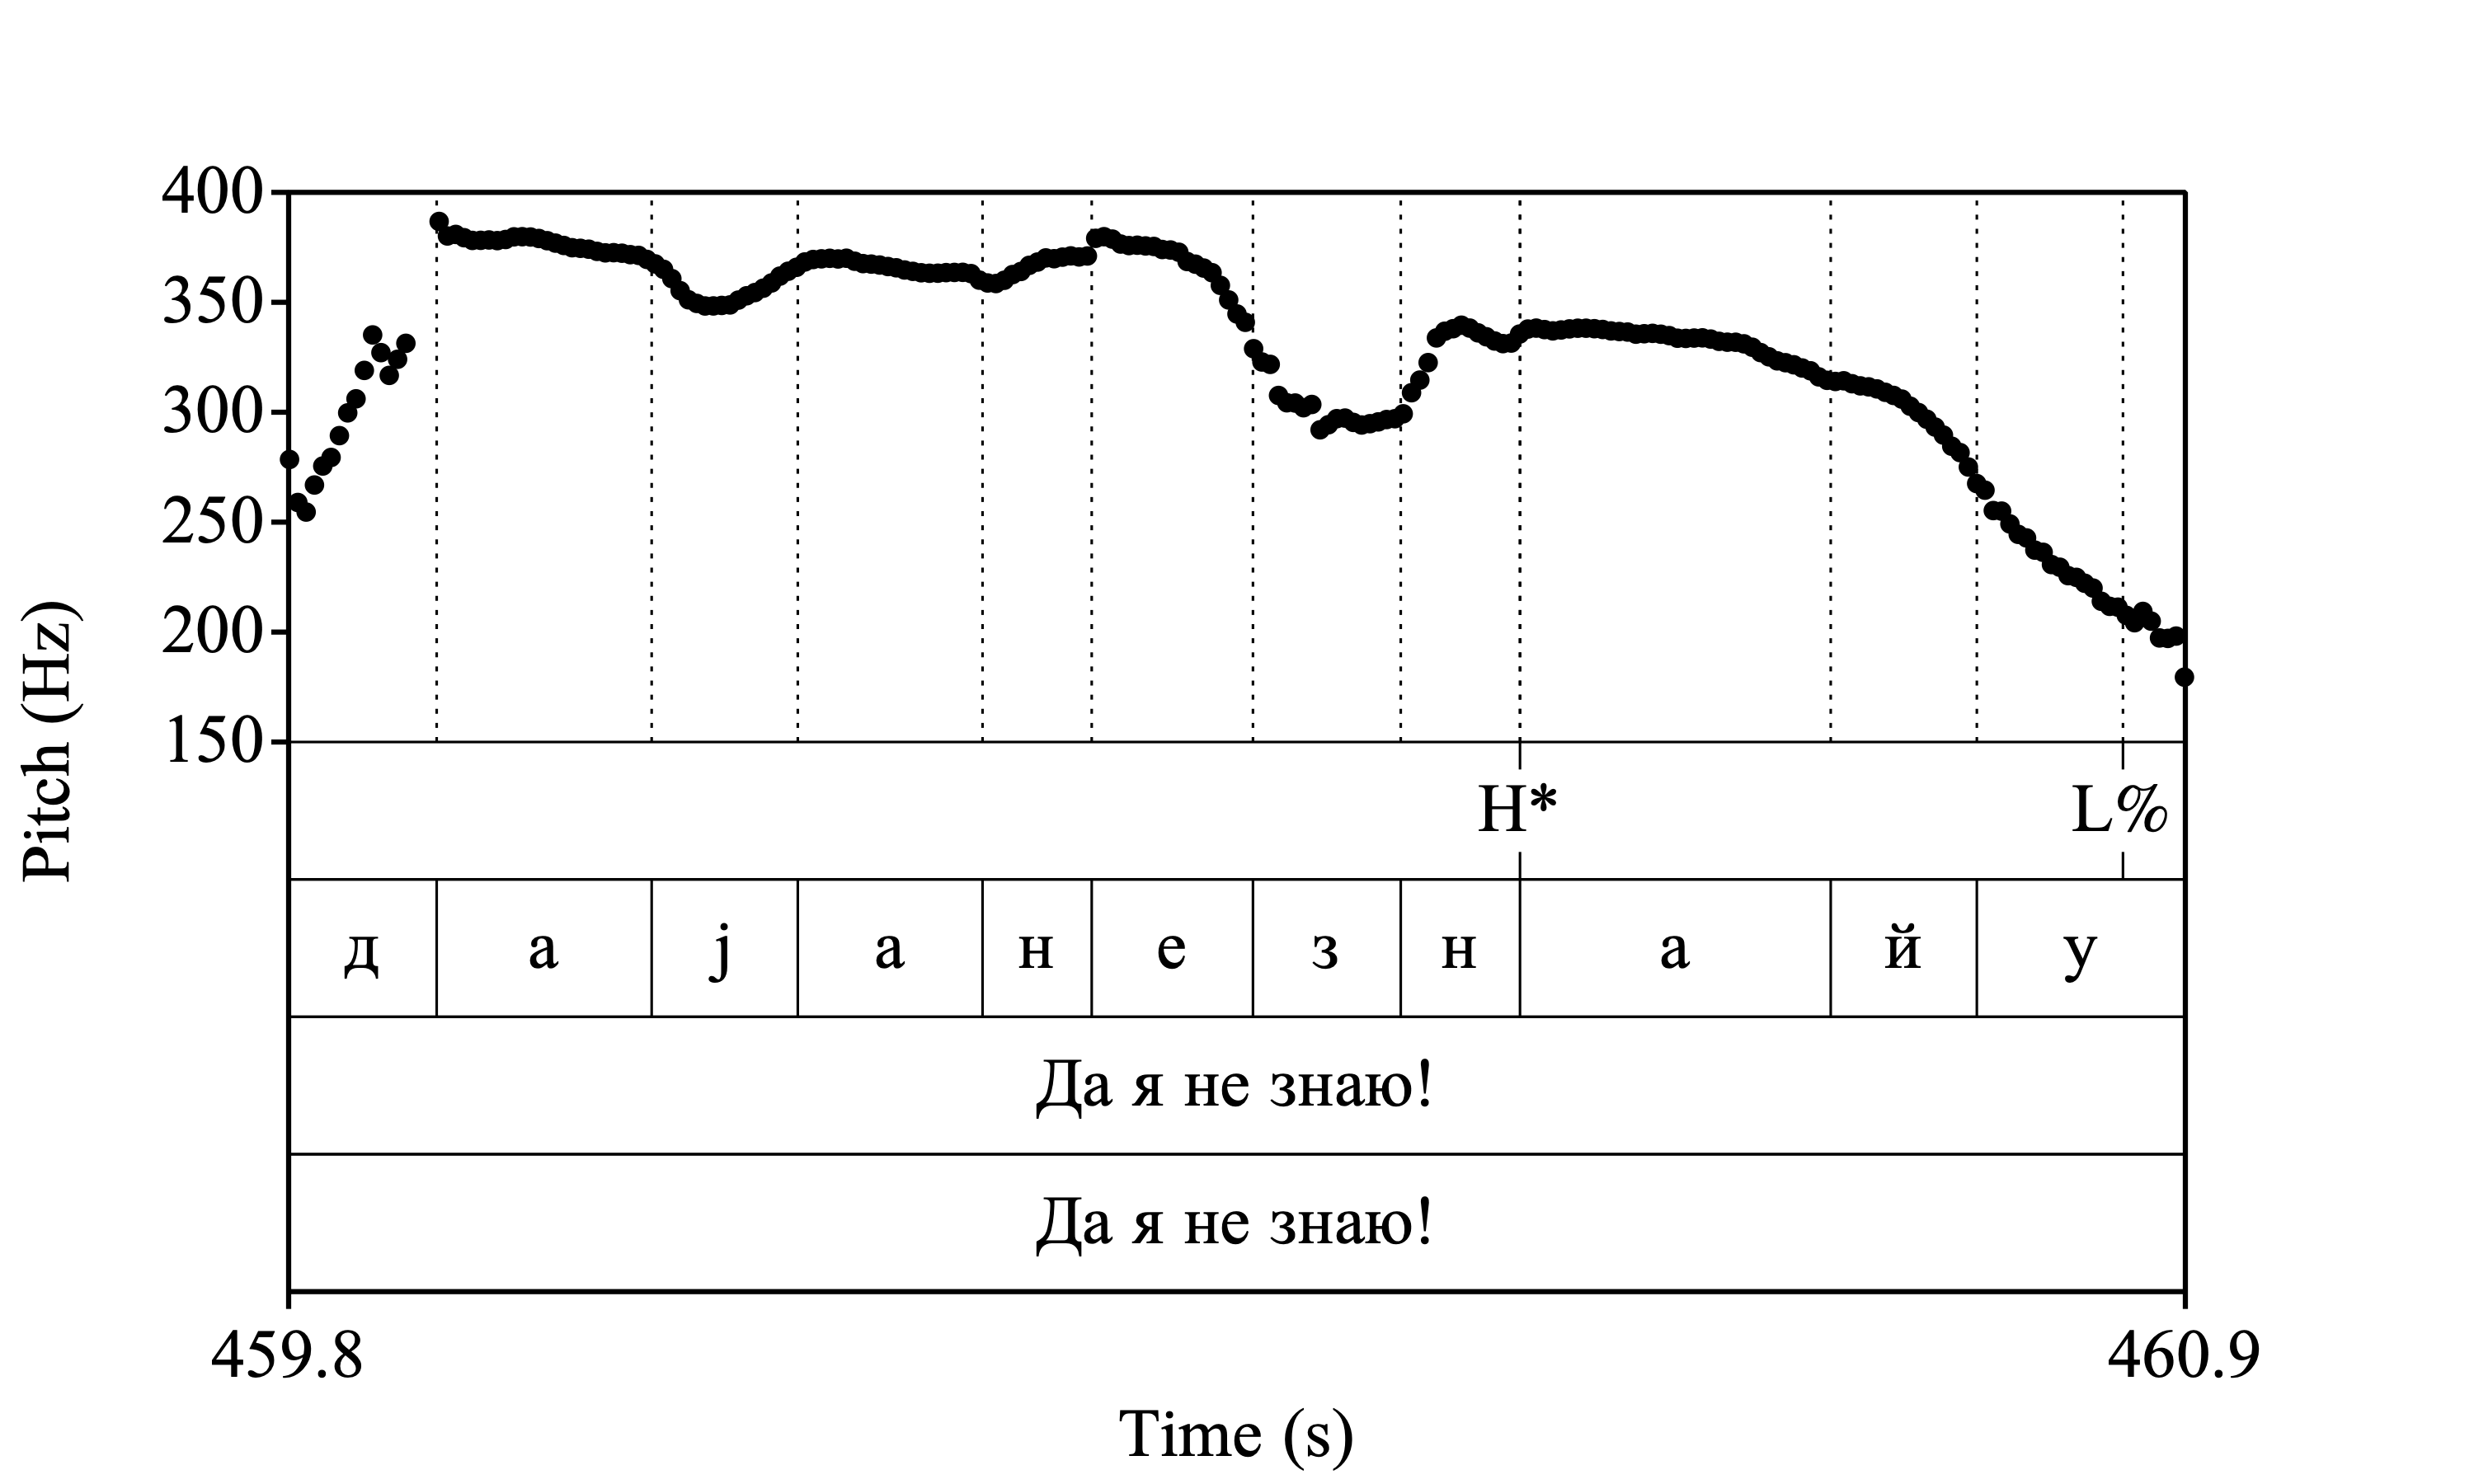 400
350
300
250
200
150
Pitch (Hz)
H* L%
д а j а н е з н а й у
Да я не знаю!
Да я не знаю!
459.8 460.9
Time (s)